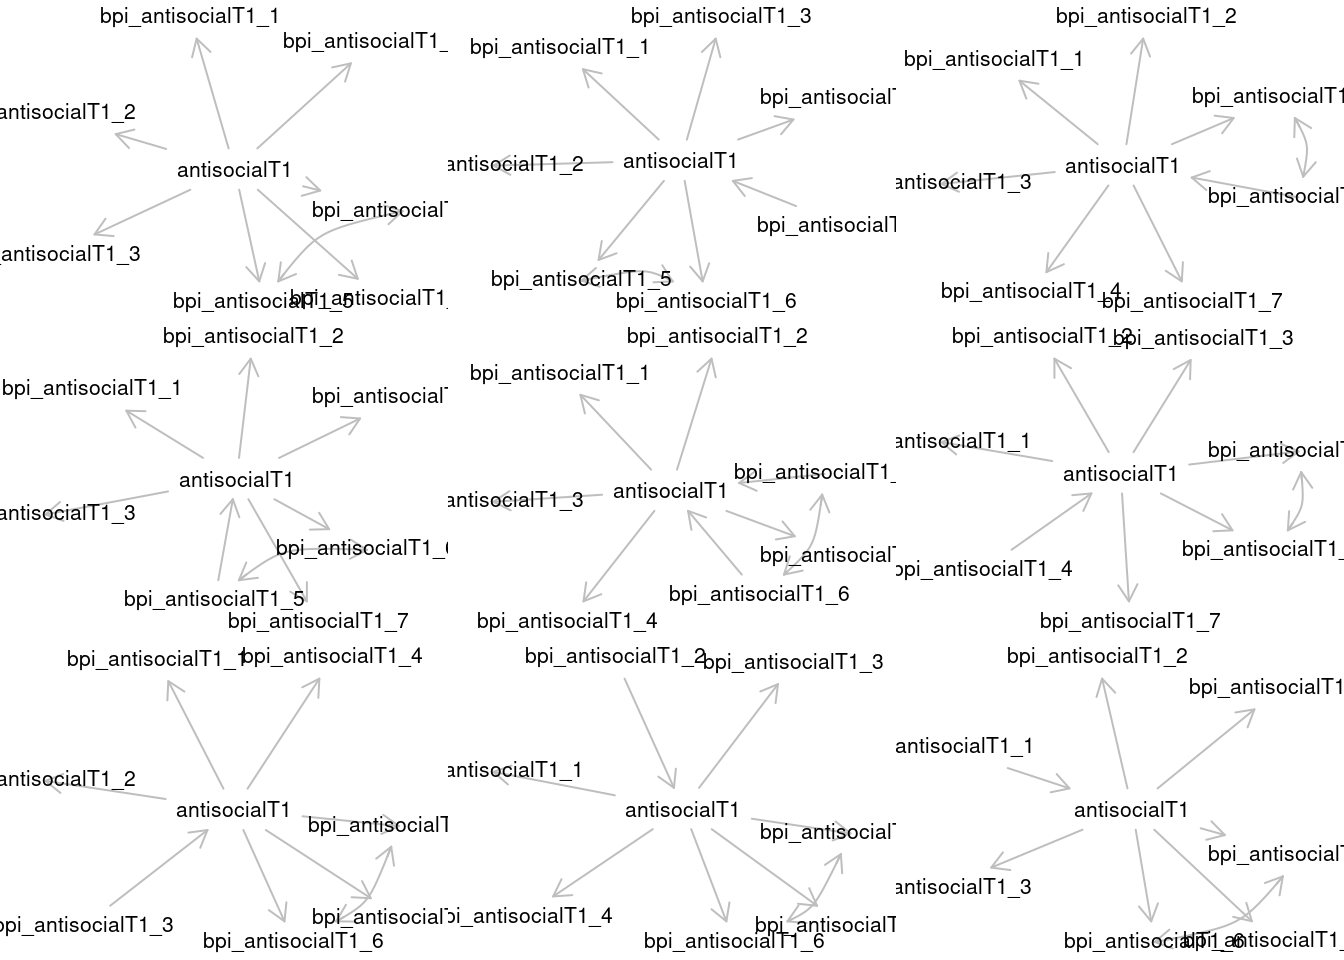 bpi_antisocialT1_1
bpi_antisocialT1_
antisocialT1_2
antisocialT1
bpi_antisocialT
antisocialT1_3
bpi_antisocialT1_5
bpi_antisocialT1_
bpi_antisocialT1_3
bpi_antisocialT1_1
bpi_antisocialT
antisocialT1_2
antisocialT1
bpi_antisocialT
bpi_antisocialT1_5
bpi_antisocialT1_6
bpi_antisocialT1_2
bpi_antisocialT1_1
bpi_antisocialT1
antisocialT1
antisocialT1_3
bpi_antisocialT
bpi_antisocialT1_4
bpi_antisocialT1_7
bpi_antisocialT1_2
bpi_antisocialT1_1
bpi_antisocialT
antisocialT1
antisocialT1_3
bpi_antisocialT1_6
bpi_antisocialT1_5
bpi_antisocialT1_7
bpi_antisocialT1_2
bpi_antisocialT1_1
bpi_antisocialT1_
antisocialT1
antisocialT1_3
bpi_antisocialT
bpi_antisocialT1_6
bpi_antisocialT1_4
bpi_antisocialT1_2
bpi_antisocialT1_3
antisocialT1_1
bpi_antisocialT
antisocialT1
bpi_antisocialT1_
bpi_antisocialT1_4
bpi_antisocialT1_7
bpi_antisocialT1_1
bpi_antisocialT1_4
antisocialT1_2
antisocialT1
bpi_antisocialT
bpi_antisocialT
bpi_antisocialT1_3
bpi_antisocialT1_6
bpi_antisocialT1_2
bpi_antisocialT1_3
antisocialT1_1
antisocialT1
bpi_antisocialT
bpi_antisocialT1_4
bpi_antisocialT
bpi_antisocialT1_6
bpi_antisocialT1_2
bpi_antisocialT1
antisocialT1_1
antisocialT1
bpi_antisocialT
antisocialT1_3
bpi_antisocialT1_6
bpi_antisocialT1_